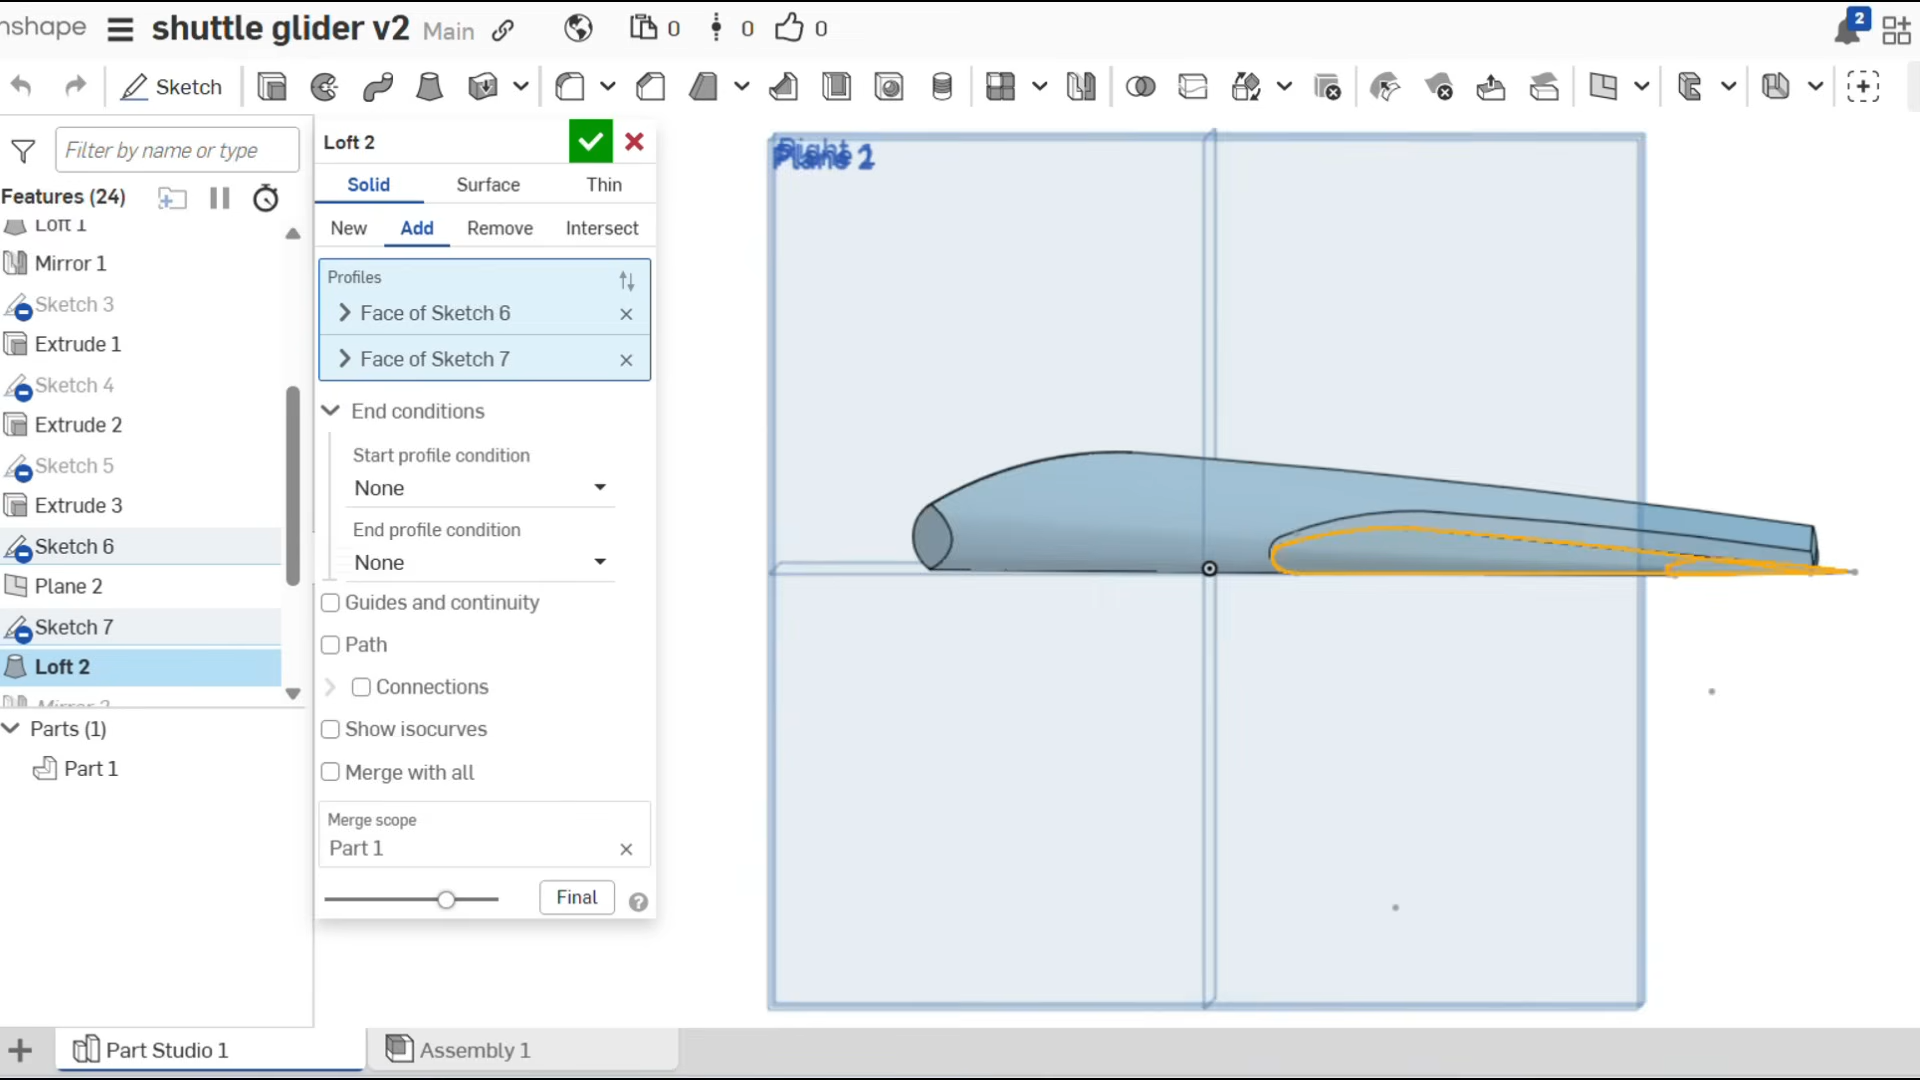 nshape shuttle glider v2 Main 0 0 0 2
Sketch
Filter by name or type
Features (24)
Loft 1
Mirror 1
Sketch 3
Extrude 1
Sketch 4
Extrude 2
Sketch 5
Extrude 3
Sketch 6
Plane 2
Sketch 7
Loft 2
Parts (1)
Part 1
Loft 2
Solid Surface Thin
New Add Remove Intersect
Profiles
Face of Sketch 6
Face of Sketch 7
End conditions
Start profile condition
None
End profile condition
None
Guides and continuity
Path
Connections
Show isocurves
Merge with all
Merge scope
Part 1
Final
Right
Plane 2
Part Studio 1 Assembly 1